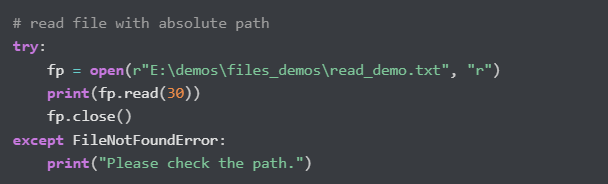 # read file with absolute path
try:
    fp = open(r"E:\demos\files_demos\read_demo.txt", "r")
    print(fp.read(30))
    fp.close()
except FileNotFoundError:
    print("Please check the path.")